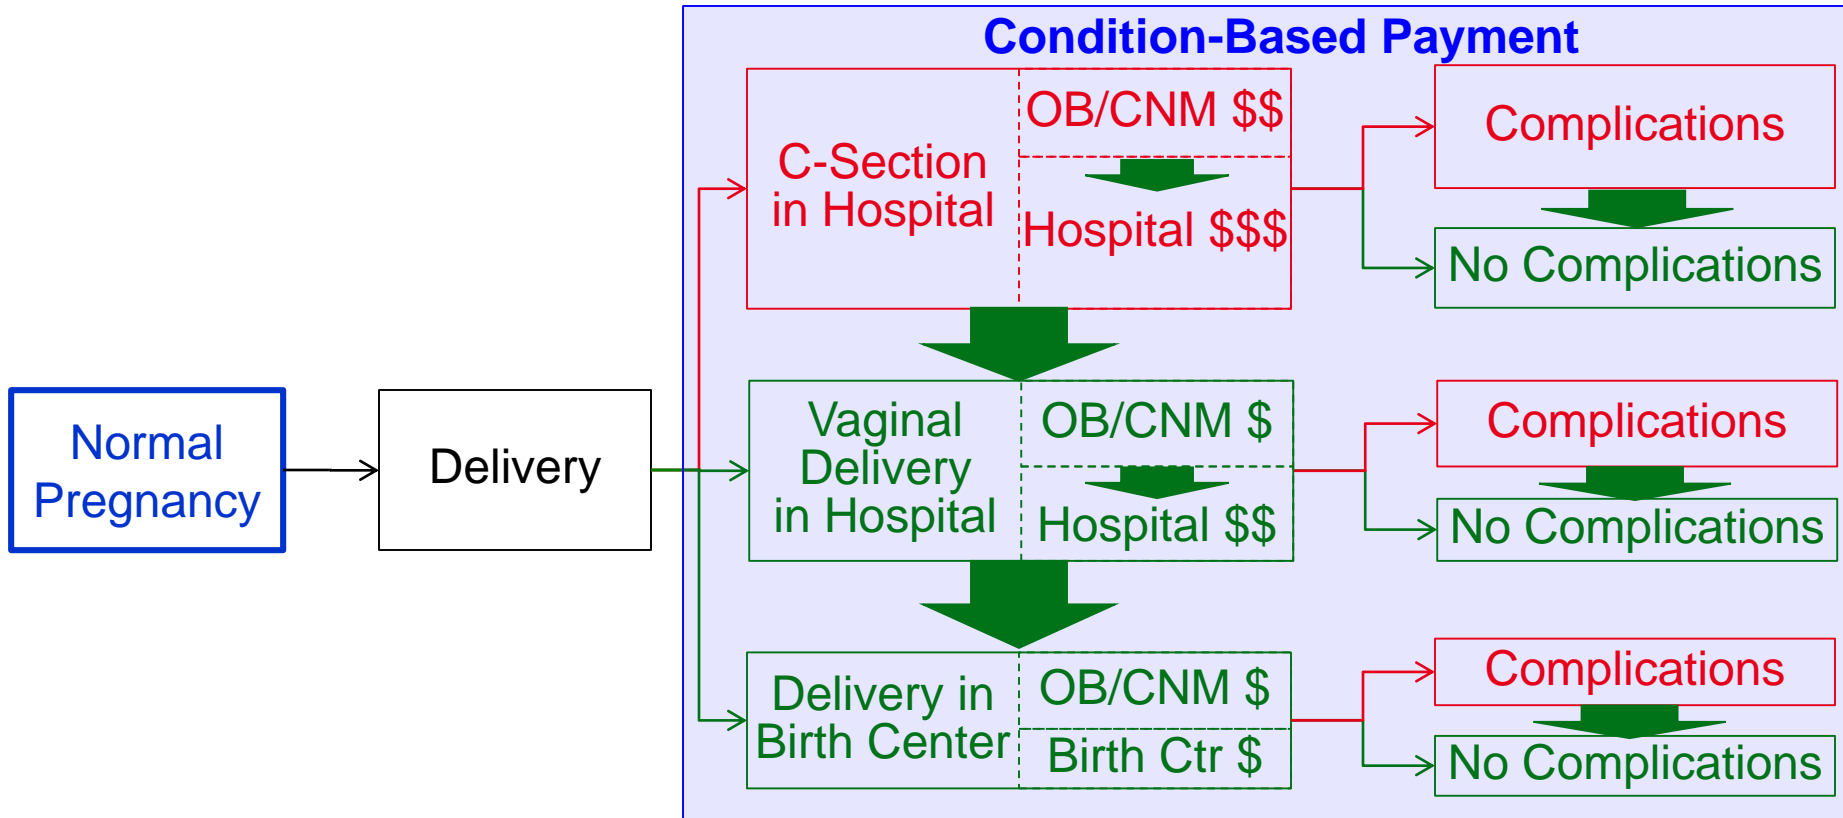 Condition-Based Payment
Normal
Pregnancy
Delivery
C-Section
in Hospital
OB/CNM $$
Hospital $$$
Complications
No Complications
Vaginal
Delivery
in Hospital
OB/CNM $
Hospital $$
Complications
No Complications
Delivery in
Birth Center
OB/CNM $
Birth Ctr $
Complications
No Complications